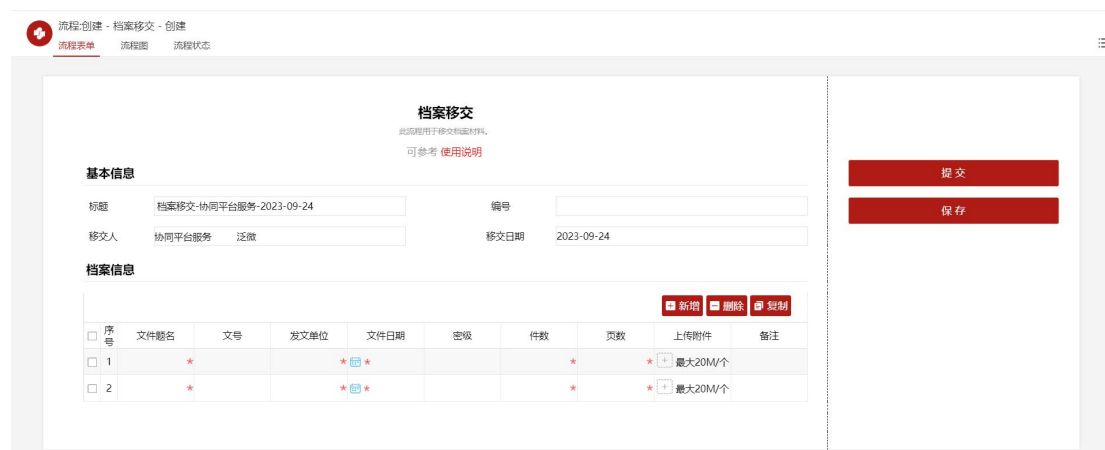 流程:创建 - 档案移交 - 创建
流程表单 流程图 流程状态
档案移交
此流程用于移交档案材料。
可参考 使用说明
基本信息
标题 档案移交-协同平台服务-2023-09-24 编号
移交人 协同平台服务 泛微 移交日期 2023-09-24
提 交
保 存
档案信息
新增 删除 复制
序号 文件题名 文号 发文单位 文件日期 密级 件数 页数 上传附件 备注
1 * * * * * + 最大20M/个
2 * * * * * + 最大20M/个